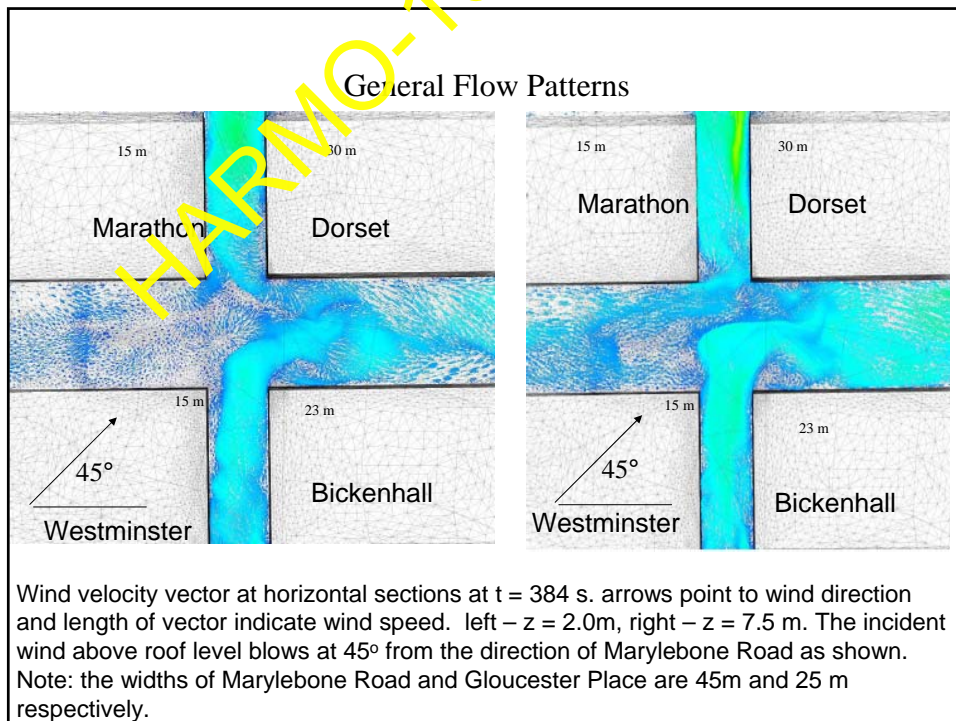 HARMO-1
General Flow Patterns
15 m
30 m
Marathon
Dorset
15 m
23 m
45°
Bickenhall
Westminster
15 m
30 m
Marathon
Dorset
15 m
23 m
45°
Bickenhall
Westminster
Wind velocity vector at horizontal sections at t = 384 s. arrows point to wind direction
and length of vector indicate wind speed.  left – z = 2.0m, right – z = 7.5 m. The incident
wind above roof level blows at 45º from the direction of Marylebone Road as shown.
Note: the widths of Marylebone Road and Gloucester Place are 45m and 25 m
respectively.